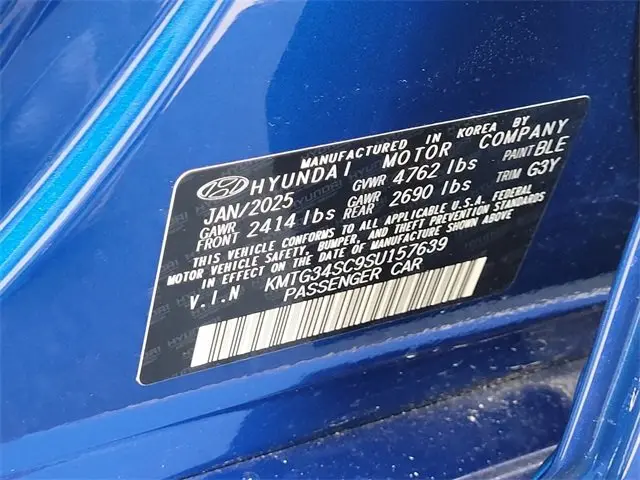 MANUFACTURED IN KOREA BY
HYUNDAI MOTOR COMPANY
JAN/2025 GVWR 4762 lbs PAINT BLE
GAWR FRONT 2414 lbs GAWR REAR 2690 lbs TRIM G3Y
THIS VEHICLE CONFORMS TO ALL APPLICABLE U.S.A. FEDERAL
MOTOR VEHICLE SAFETY, BUMPER, AND THEFT PREVENTION STANDARDS
IN EFFECT ON THE DATE OF MANUFACTURE SHOWN ABOVE.
V.I.N KMTG34SC9SU157639
PASSENGER CAR